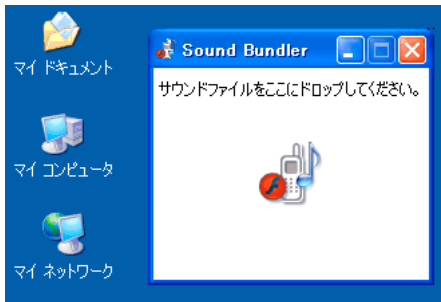 マイ ドキュメント
マイ コンピュータ
マイ ネットワーク
Sound Bundler
サウンドファイルをここにドロップしてください。